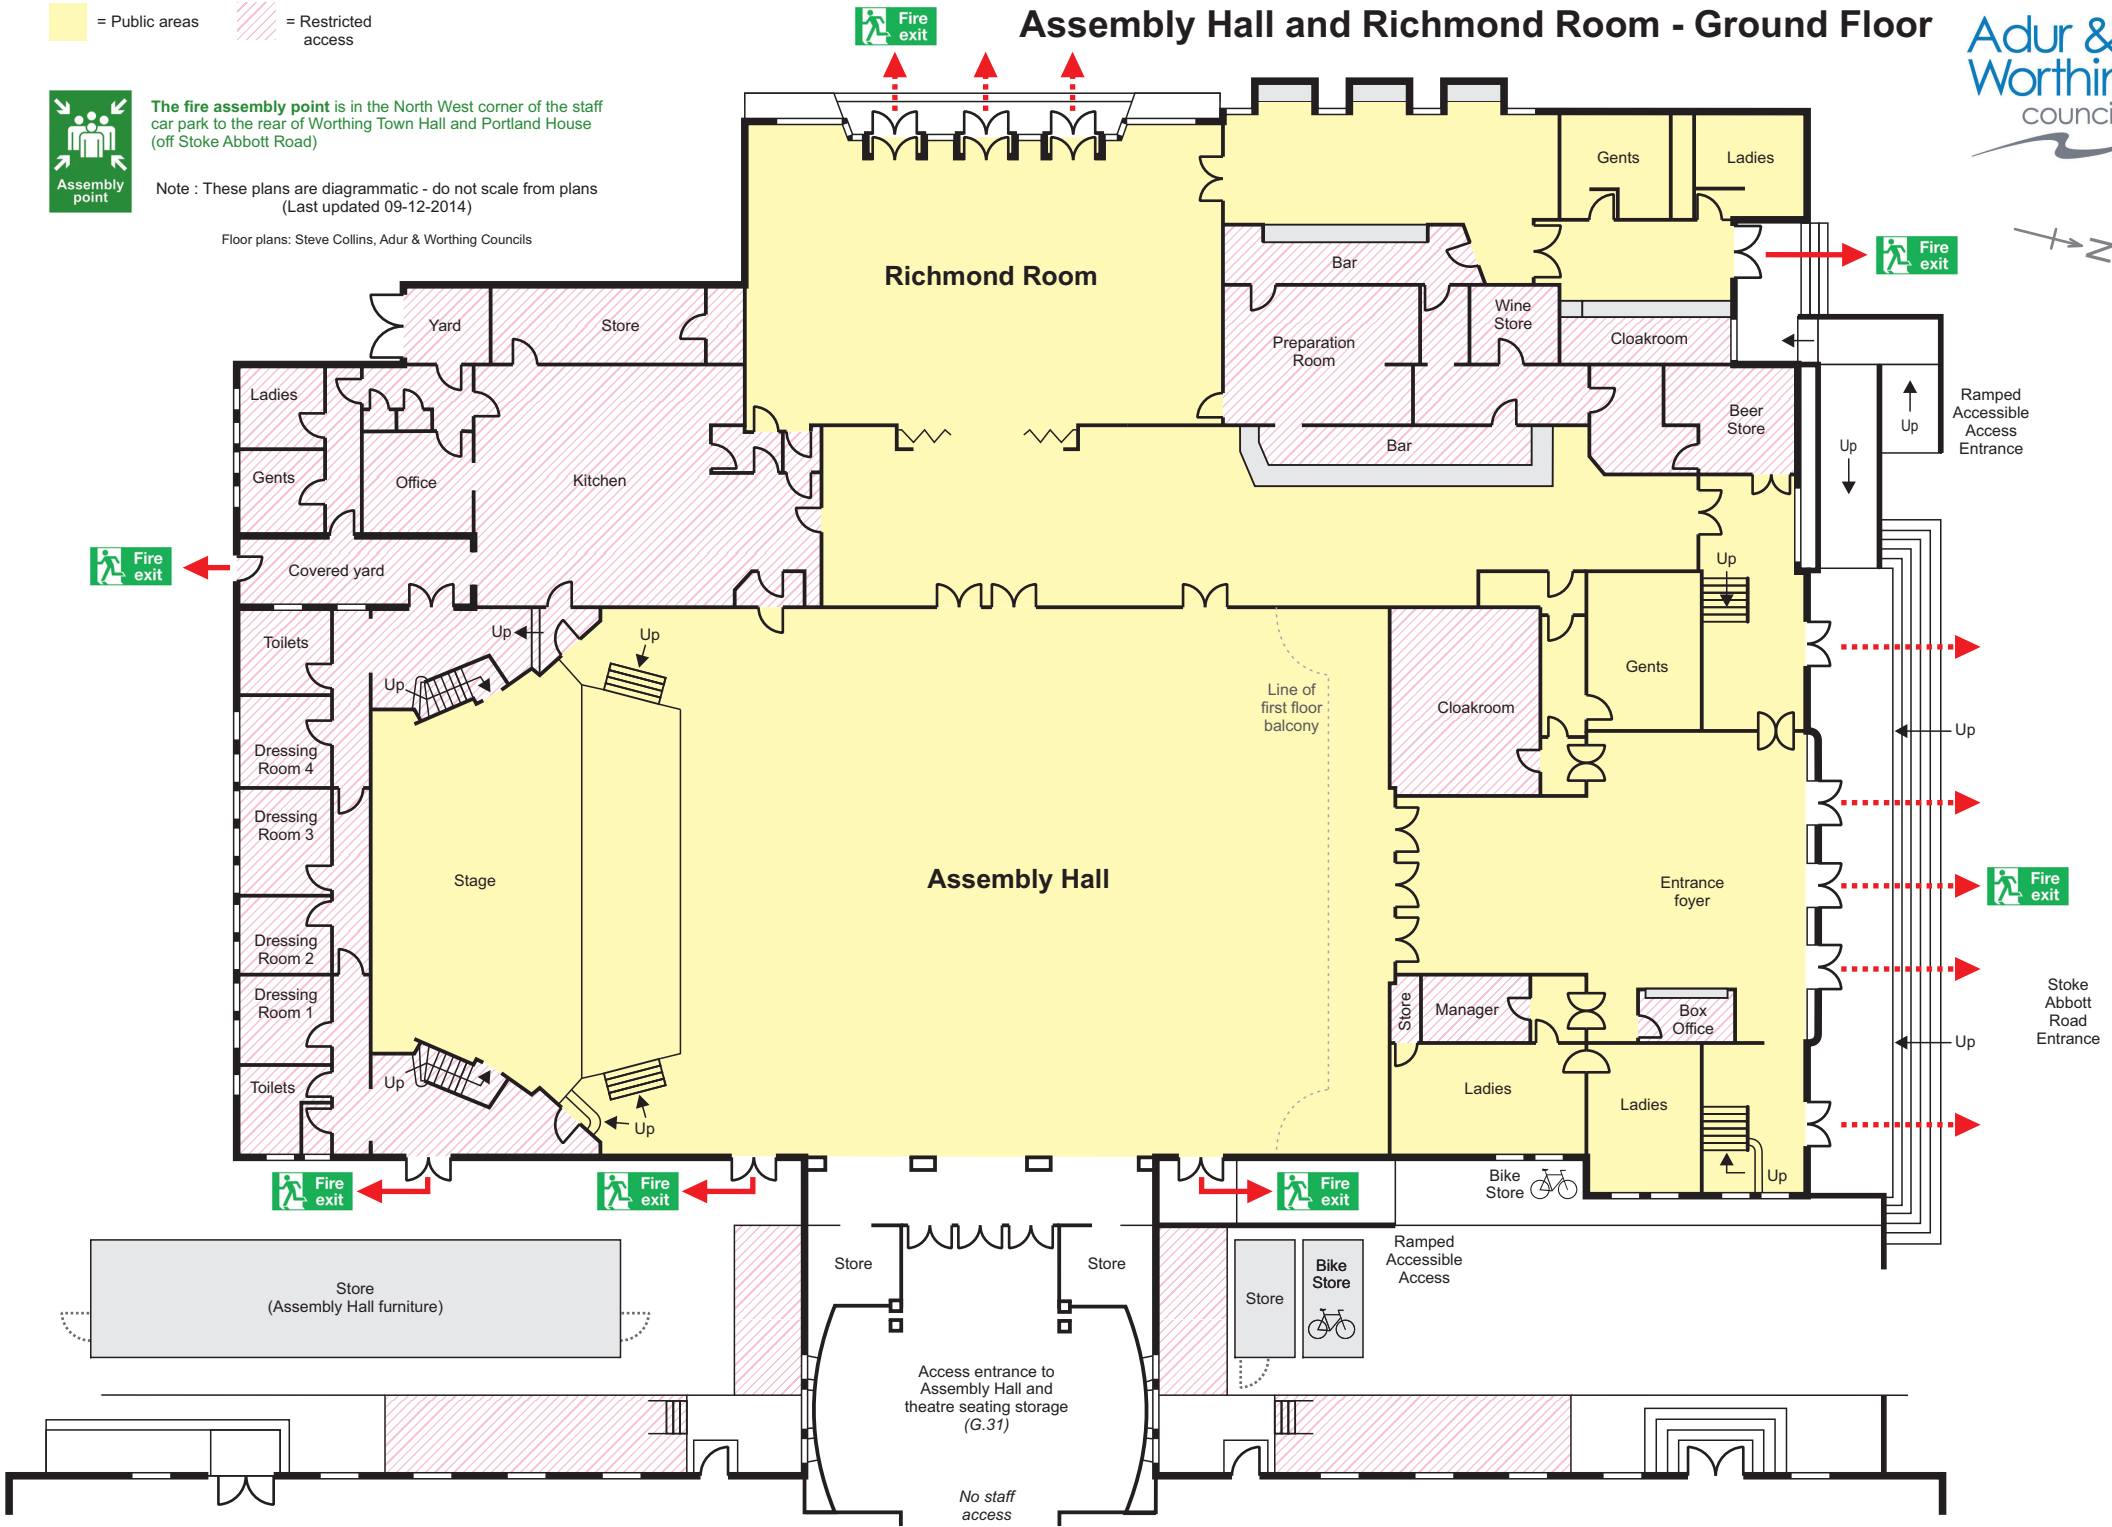 = Public areas
= Restricted
access
Fire
exit
Assembly Hall and Richmond Room - Ground Floor
Adur &
Worthin
counci
Assembly
point
The fire assembly point is in the North West corner of the staff
car park to the rear of Worthing Town Hall and Portland House
(off Stoke Abbott Road)
Note : These plans are diagrammatic - do not scale from plans
(Last updated 09-12-2014)
Floor plans: Steve Collins, Adur & Worthing Councils
Gents
Ladies
N
Fire
exit
Richmond Room
Bar
Wine
Store
Cloakroom
Preparation
Room
Yard
Store
Ladies
Gents
Office
Kitchen
Bar
Beer
Store
Up
Up
Ramped
Accessible
Access
Entrance
Fire
exit
Covered yard
Up
Toilets
Up
Up
Up
Line of
first floor
balcony
Cloakroom
Gents
Up
Dressing
Room 4
Dressing
Room 3
Stage
Assembly Hall
Entrance
foyer
Fire
exit
Dressing
Room 2
Dressing
Room 1
Store
Manager
Box
Office
Stoke
Abbott
Road
Entrance
Up
Toilets
Up
Up
Ladies
Ladies
Up
Fire
exit
Fire
exit
Fire
exit
Bike
Store
Store
(Assembly Hall furniture)
Store
Store
Store
Bike
Store
Ramped
Accessible
Access
Access entrance to
Assembly Hall and
theatre seating storage
(G.31)
No staff
access